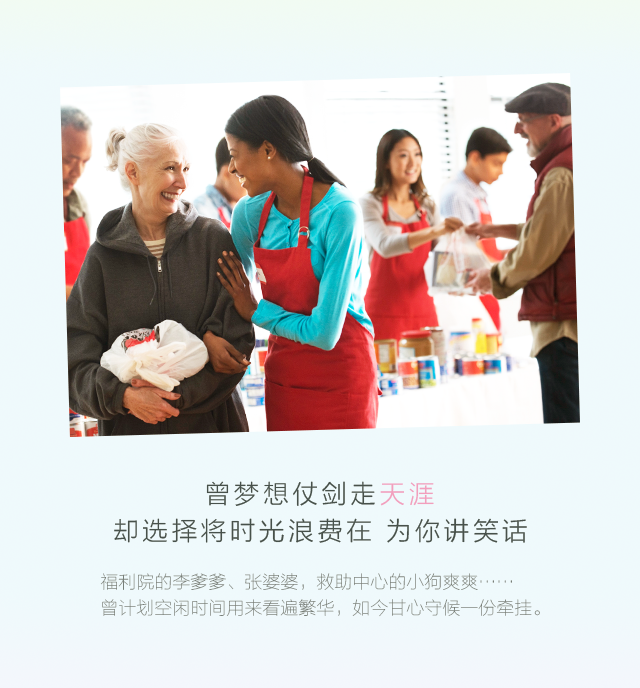 曾梦想仗剑走天涯
却选择将时光浪费在 为你讲笑话
福利院的李爹爹、张婆婆，救助中心的小狗爽爽……
曾计划空闲时间用来看遍繁华，如今甘心守候一份牵挂。